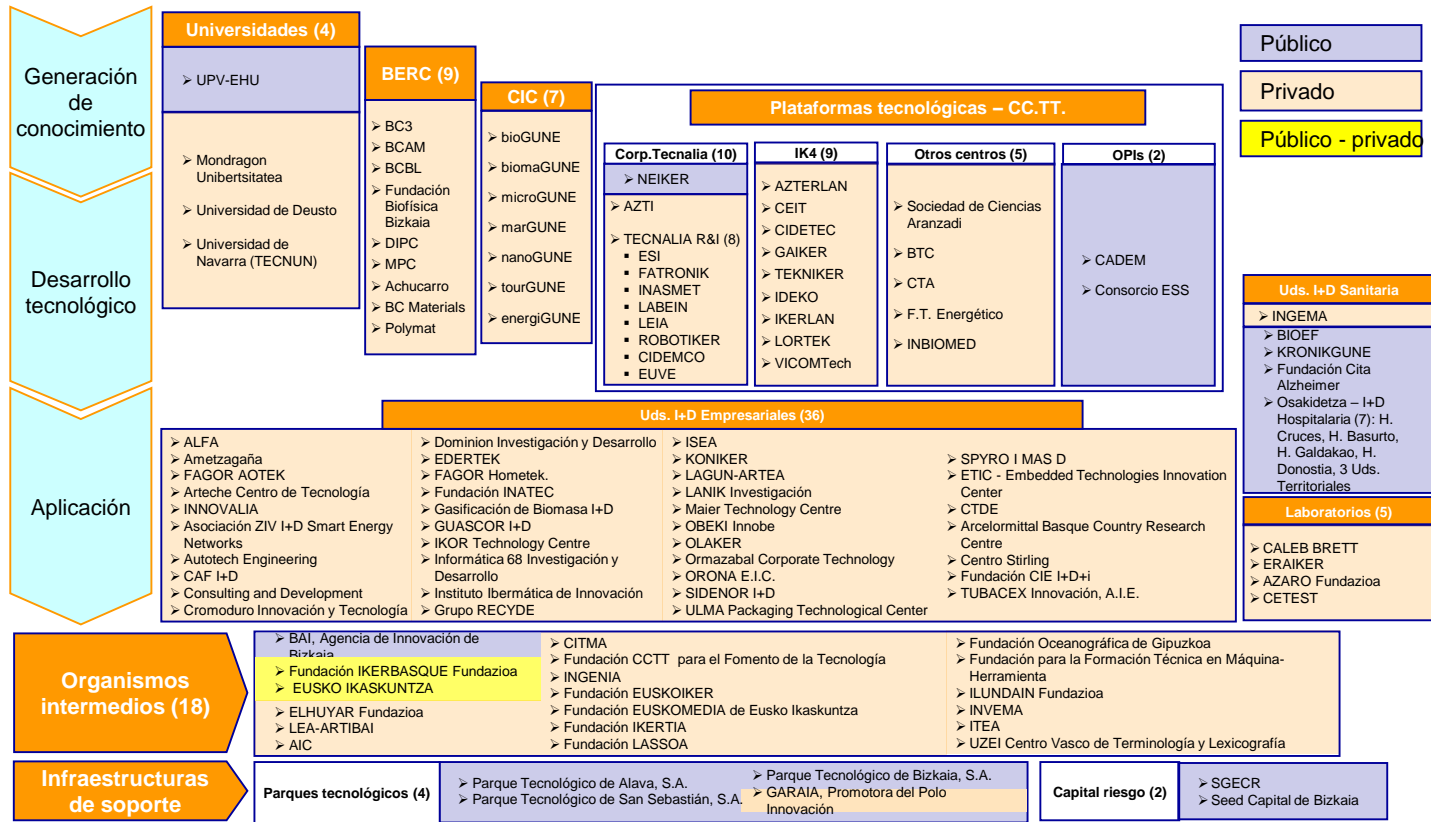 Generación
de
conocimiento
Desarrollo
tecnológico
Aplicación
Universidades (4)
➢ UPV-EHU
➢ Mondragon
Unibertsitatea
➢ Universidad de Deusto
➢ Universidad de
Navarra (TECNUN)
BERC (9)
➢ BC3
➢ BCAM
➢ BCBL
➢ Fundación
Biofísica
Bizkaia
➢ DIPC
➢ MPC
➢ Achucarro
➢ BC Materials
➢ Polymat
CIC (7)
➢ bioGUNE
➢ biomaGUNE
➢ microGUNE
➢ marGUNE
➢ nanoGUNE
➢ tourGUNE
➢ energiGUNE
Plataformas tecnológicas – CC.TT.
Corp.Tecnalia (10)
➢ NEIKER
➢ AZTI
➢ TECNALIA R&I (8)
▪ ESI
▪ FATRONIK
▪ INASMET
▪ LABEIN
▪ LEIA
▪ ROBOTIKER
▪ CIDEMCO
▪ EUVE
IK4 (9)
➢ AZTERLAN
➢ CEIT
➢ CIDETEC
➢ GAIKER
➢ TEKNIKER
➢ IDEKO
➢ IKERLAN
➢ LORTEK
➢ VICOMTech
Otros centros (5)
➢ Sociedad de Ciencias
Aranzadi
➢ BTC
➢ CTA
➢ F.T. Energético
➢ INBIOMED
OPIs (2)
➢ CADEM
➢ Consorcio ESS
Público
Privado
Público - privado
Uds. I+D Sanitaria
➢ INGEMA
➢ BIOEF
➢ KRONIKGUNE
➢ Fundación Cita
Alzheimer
➢ Osakidetza – I+D
Hospitalaria (7): H.
Cruces, H. Basurto,
H. Galdakao, H.
Donostia, 3 Uds.
Territoriales
Laboratorios (5)
➢ CALEB BRETT
➢ ERAIKER
➢ AZARO Fundazioa
➢ CETEST
Uds. I+D Empresariales (36)
➢ ALFA
➢ Ametzagaña
➢ FAGOR AOTEK
➢ Arteche Centro de Tecnología
➢ INNOVALIA
➢ Asociación ZIV I+D Smart Energy
Networks
➢ Autotech Engineering
➢ CAF I+D
➢ Consulting and Development
➢ Cromoduro Innovación y Tecnología
➢ Dominion Investigación y Desarrollo
➢ EDERTEK
➢ FAGOR Hometek.
➢ Fundación INATEC
➢ Gasificación de Biomasa I+D
➢ GUASCOR I+D
➢ IKOR Technology Centre
➢ Informática 68 Investigación y
Desarrollo
➢ Instituto Ibermática de Innovación
➢ Grupo RECYDE
➢ ISEA
➢ KONIKER
➢ LAGUN-ARTEA
➢ LANIK Investigación
➢ Maier Technology Centre
➢ OBEKI Innobe
➢ OLAKER
➢ Ormazabal Corporate Technology
➢ ORONA E.I.C.
➢ SIDENOR I+D
➢ ULMA Packaging Technological Center
➢ SPYRO I MAS D
➢ ETIC - Embedded Technologies Innovation
Center
➢ CTDE
➢ Arcelormittal Basque Country Research
Centre
➢ Centro Stirling
➢ Fundación CIE I+D+i
➢ TUBACEX Innovación, A.I.E.
Organismos
intermedios (18)
➢ BAI, Agencia de Innovación de
Bizkaia
➢ Fundación IKERBASQUE Fundazioa
➢ EUSKO IKASKUNTZA
➢ ELHUYAR Fundazioa
➢ LEA-ARTIBAI
➢ AIC
➢ CITMA
➢ Fundación CCTT para el Fomento de la Tecnología
➢ INGENIA
➢ Fundación EUSKOIKER
➢ Fundación EUSKOMEDIA de Eusko Ikaskuntza
➢ Fundación IKERTIA
➢ Fundación LASSOA
➢ Fundación Oceanográfica de Gipuzkoa
➢ Fundación para la Formación Técnica en Máquina-
Herramienta
➢ ILUNDAIN Fundazioa
➢ INVEMA
➢ ITEA
➢ UZEI Centro Vasco de Terminología y Lexicografía
Infraestructuras
de soporte
Parques tecnológicos (4)
➢ Parque Tecnológico de Alava, S.A.
➢ Parque Tecnológico de San Sebastián, S.A.
➢ Parque Tecnológico de Bizkaia, S.A.
➢ GARAIA, Promotora del Polo
Innovación
Capital riesgo (2)
➢ SGECR
➢ Seed Capital de Bizkaia